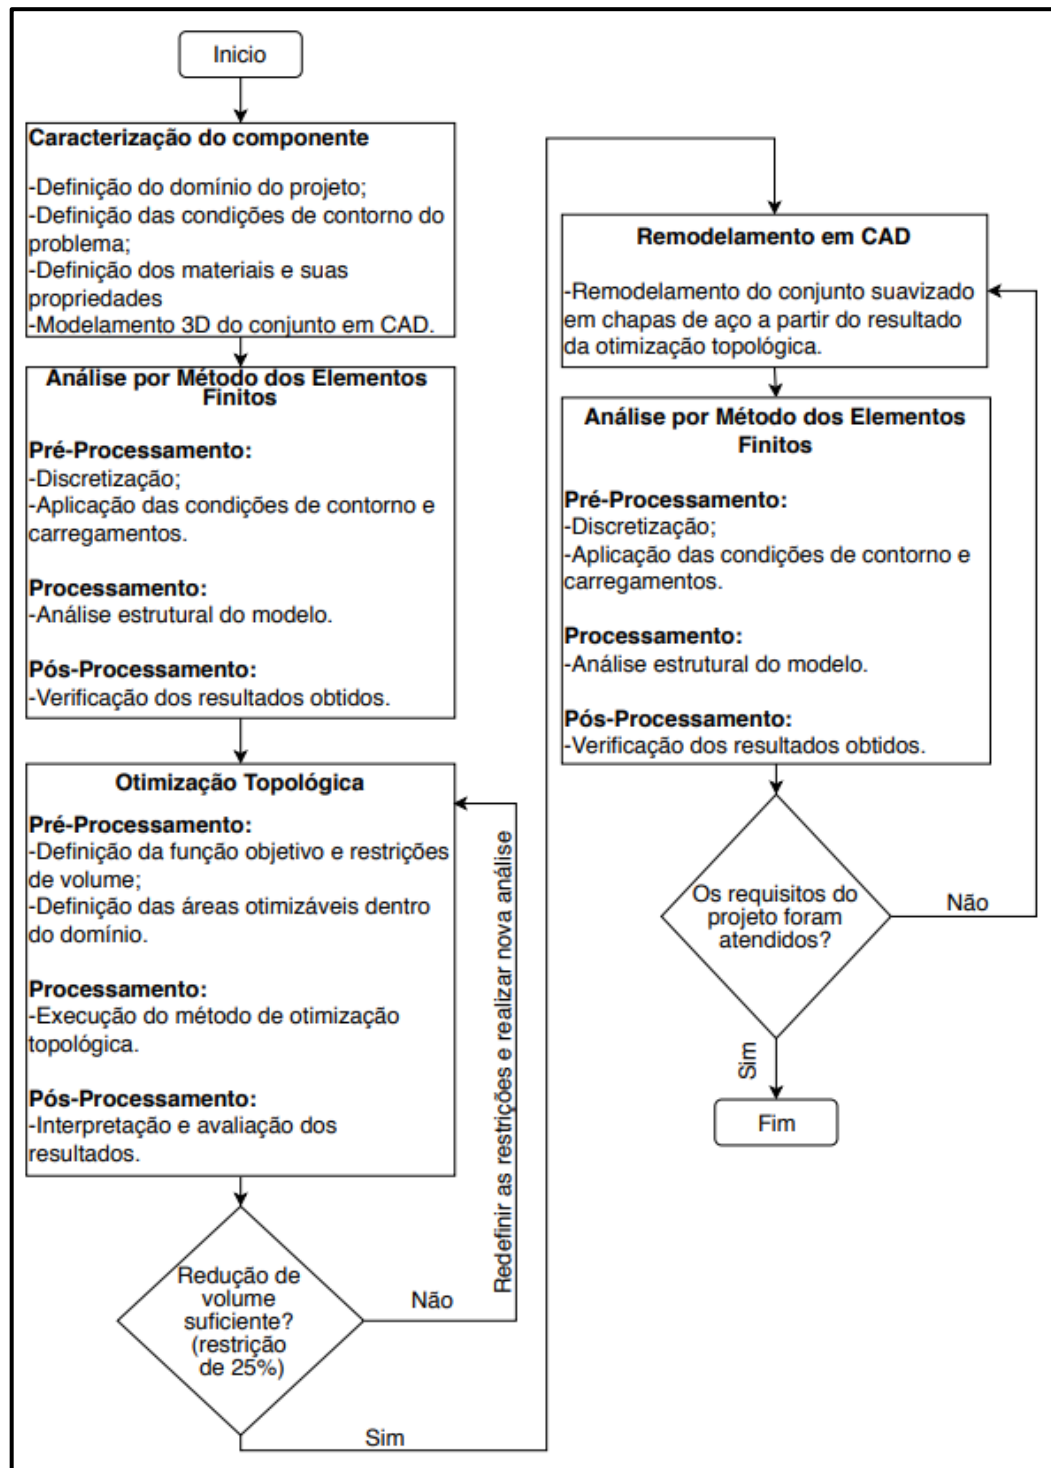 Inicio
Caracterização do componente
-Definição do domínio do projeto;
-Definição das condições de contorno do
problema;
-Definição dos materiais e suas
propriedades
-Modelamento 3D do conjunto em CAD.
Análise por Método dos Elementos
Finitos
Pré-Processamento:
-Discretização;
-Aplicação das condições de contorno e
carregamentos.
Processamento:
-Análise estrutural do modelo.
Pós-Processamento:
-Verificação dos resultados obtidos.
Otimização Topológica
Pré-Processamento:
-Definição da função objetivo e restrições
de volume;
-Definição das áreas otimizáveis dentro
do domínio.
Processamento:
-Execução do método de otimização
topológica.
Pós-Processamento:
-Interpretação e avaliação dos
resultados.
Redução de
volume
suficiente?
(restrição
de 25%)
Não
Redefinir as restrições e realizar nova análise
Sim
Remodelamento em CAD
-Remodelamento do conjunto suavizado
em chapas de aço a partir do resultado
da otimização topológica.
Análise por Método dos Elementos
Finitos
Pré-Processamento:
-Discretização;
-Aplicação das condições de contorno e
carregamentos.
Processamento:
-Análise estrutural do modelo.
Pós-Processamento:
-Verificação dos resultados obtidos.
Os requisitos do
projeto foram
atendidos?
Não
Sim
Fim